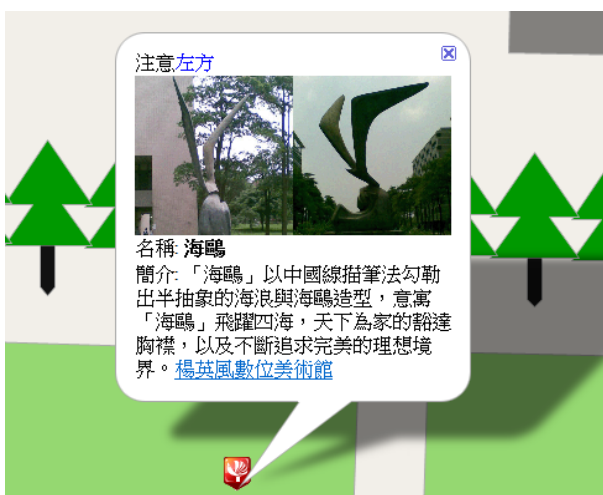 注意左方
名稱: 海鷗
簡介: 「海鷗」以中國線描筆法勾勒
出半抽象的海浪與海鷗造型，意寓
「海鷗」飛躍四海，天下為家的豁達
胸襟，以及不斷追求完美的理想境
界。楊英風數位美術館